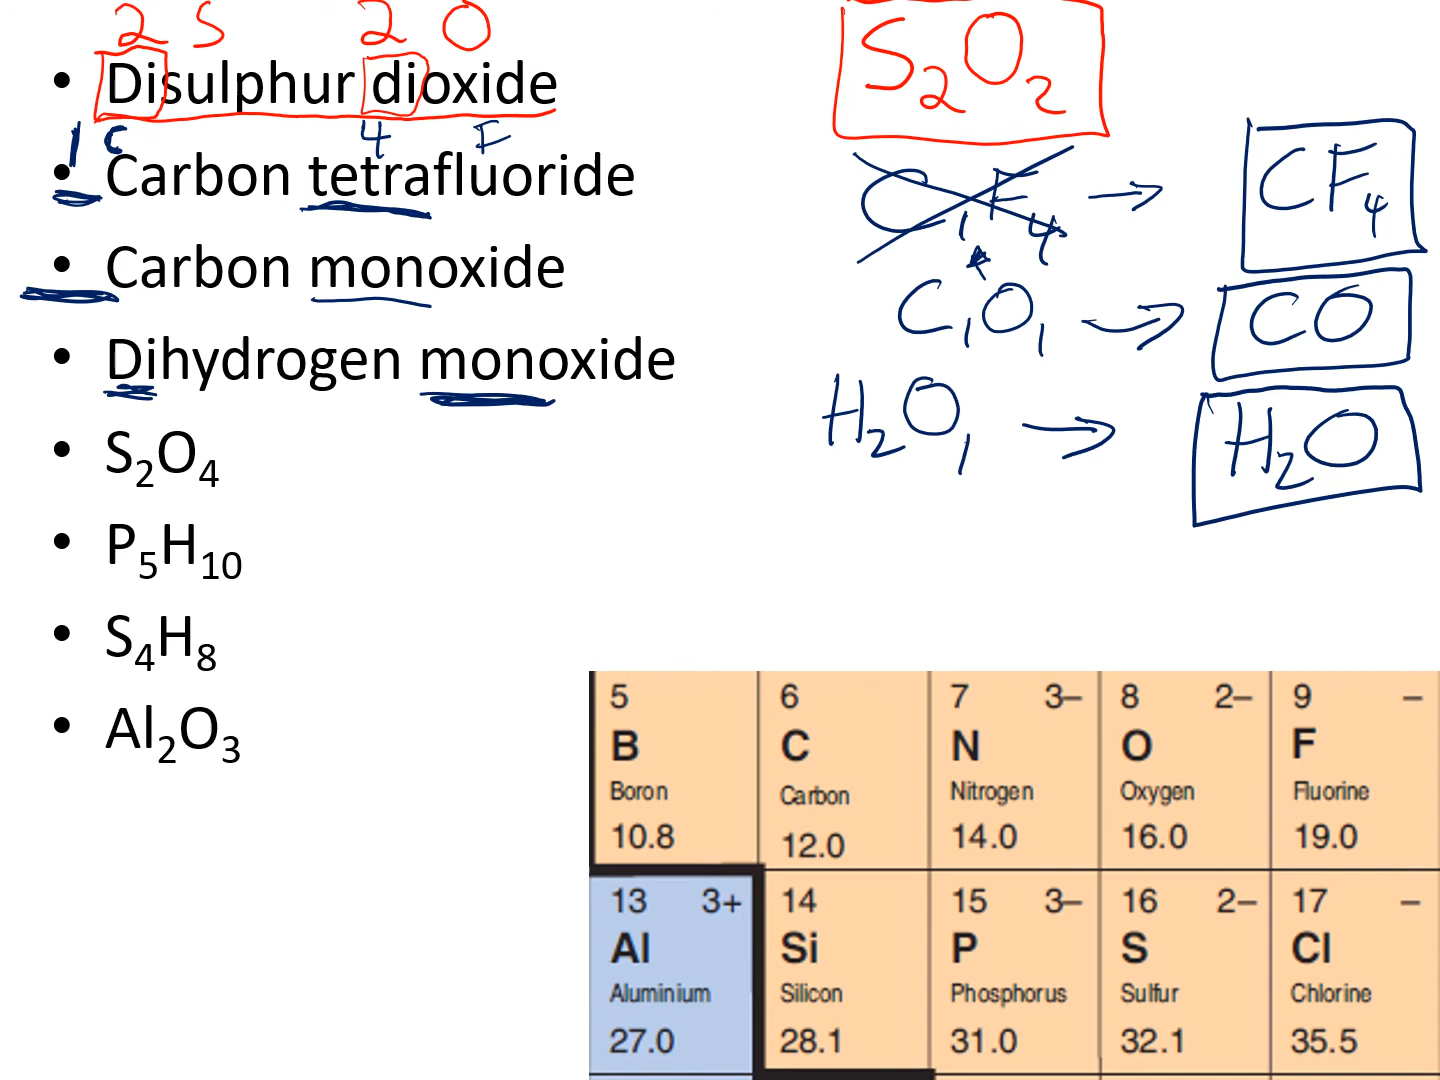 2 S 2 O
• Disulphur dioxide
S₂O₂
1 C 4 F
• Carbon tetrafluoride
C₁F₄ → CF₄
• Carbon monoxide
C₁O₁ → CO
• Dihydrogen monoxide
H₂O₁ → H₂O
• S₂O₄
• P₅H₁₀
• S₄H₈
• Al₂O₃
5 6 7 3– 8 2– 9 –
B C N O F
Boron Carbon Nitrogen Oxygen Fluorine
10.8 12.0 14.0 16.0 19.0
13 3+ 14 15 3– 16 2– 17 –
Al Si P S Cl
Aluminium Silicon Phosphorus Sulfur Chlorine
27.0 28.1 31.0 32.1 35.5